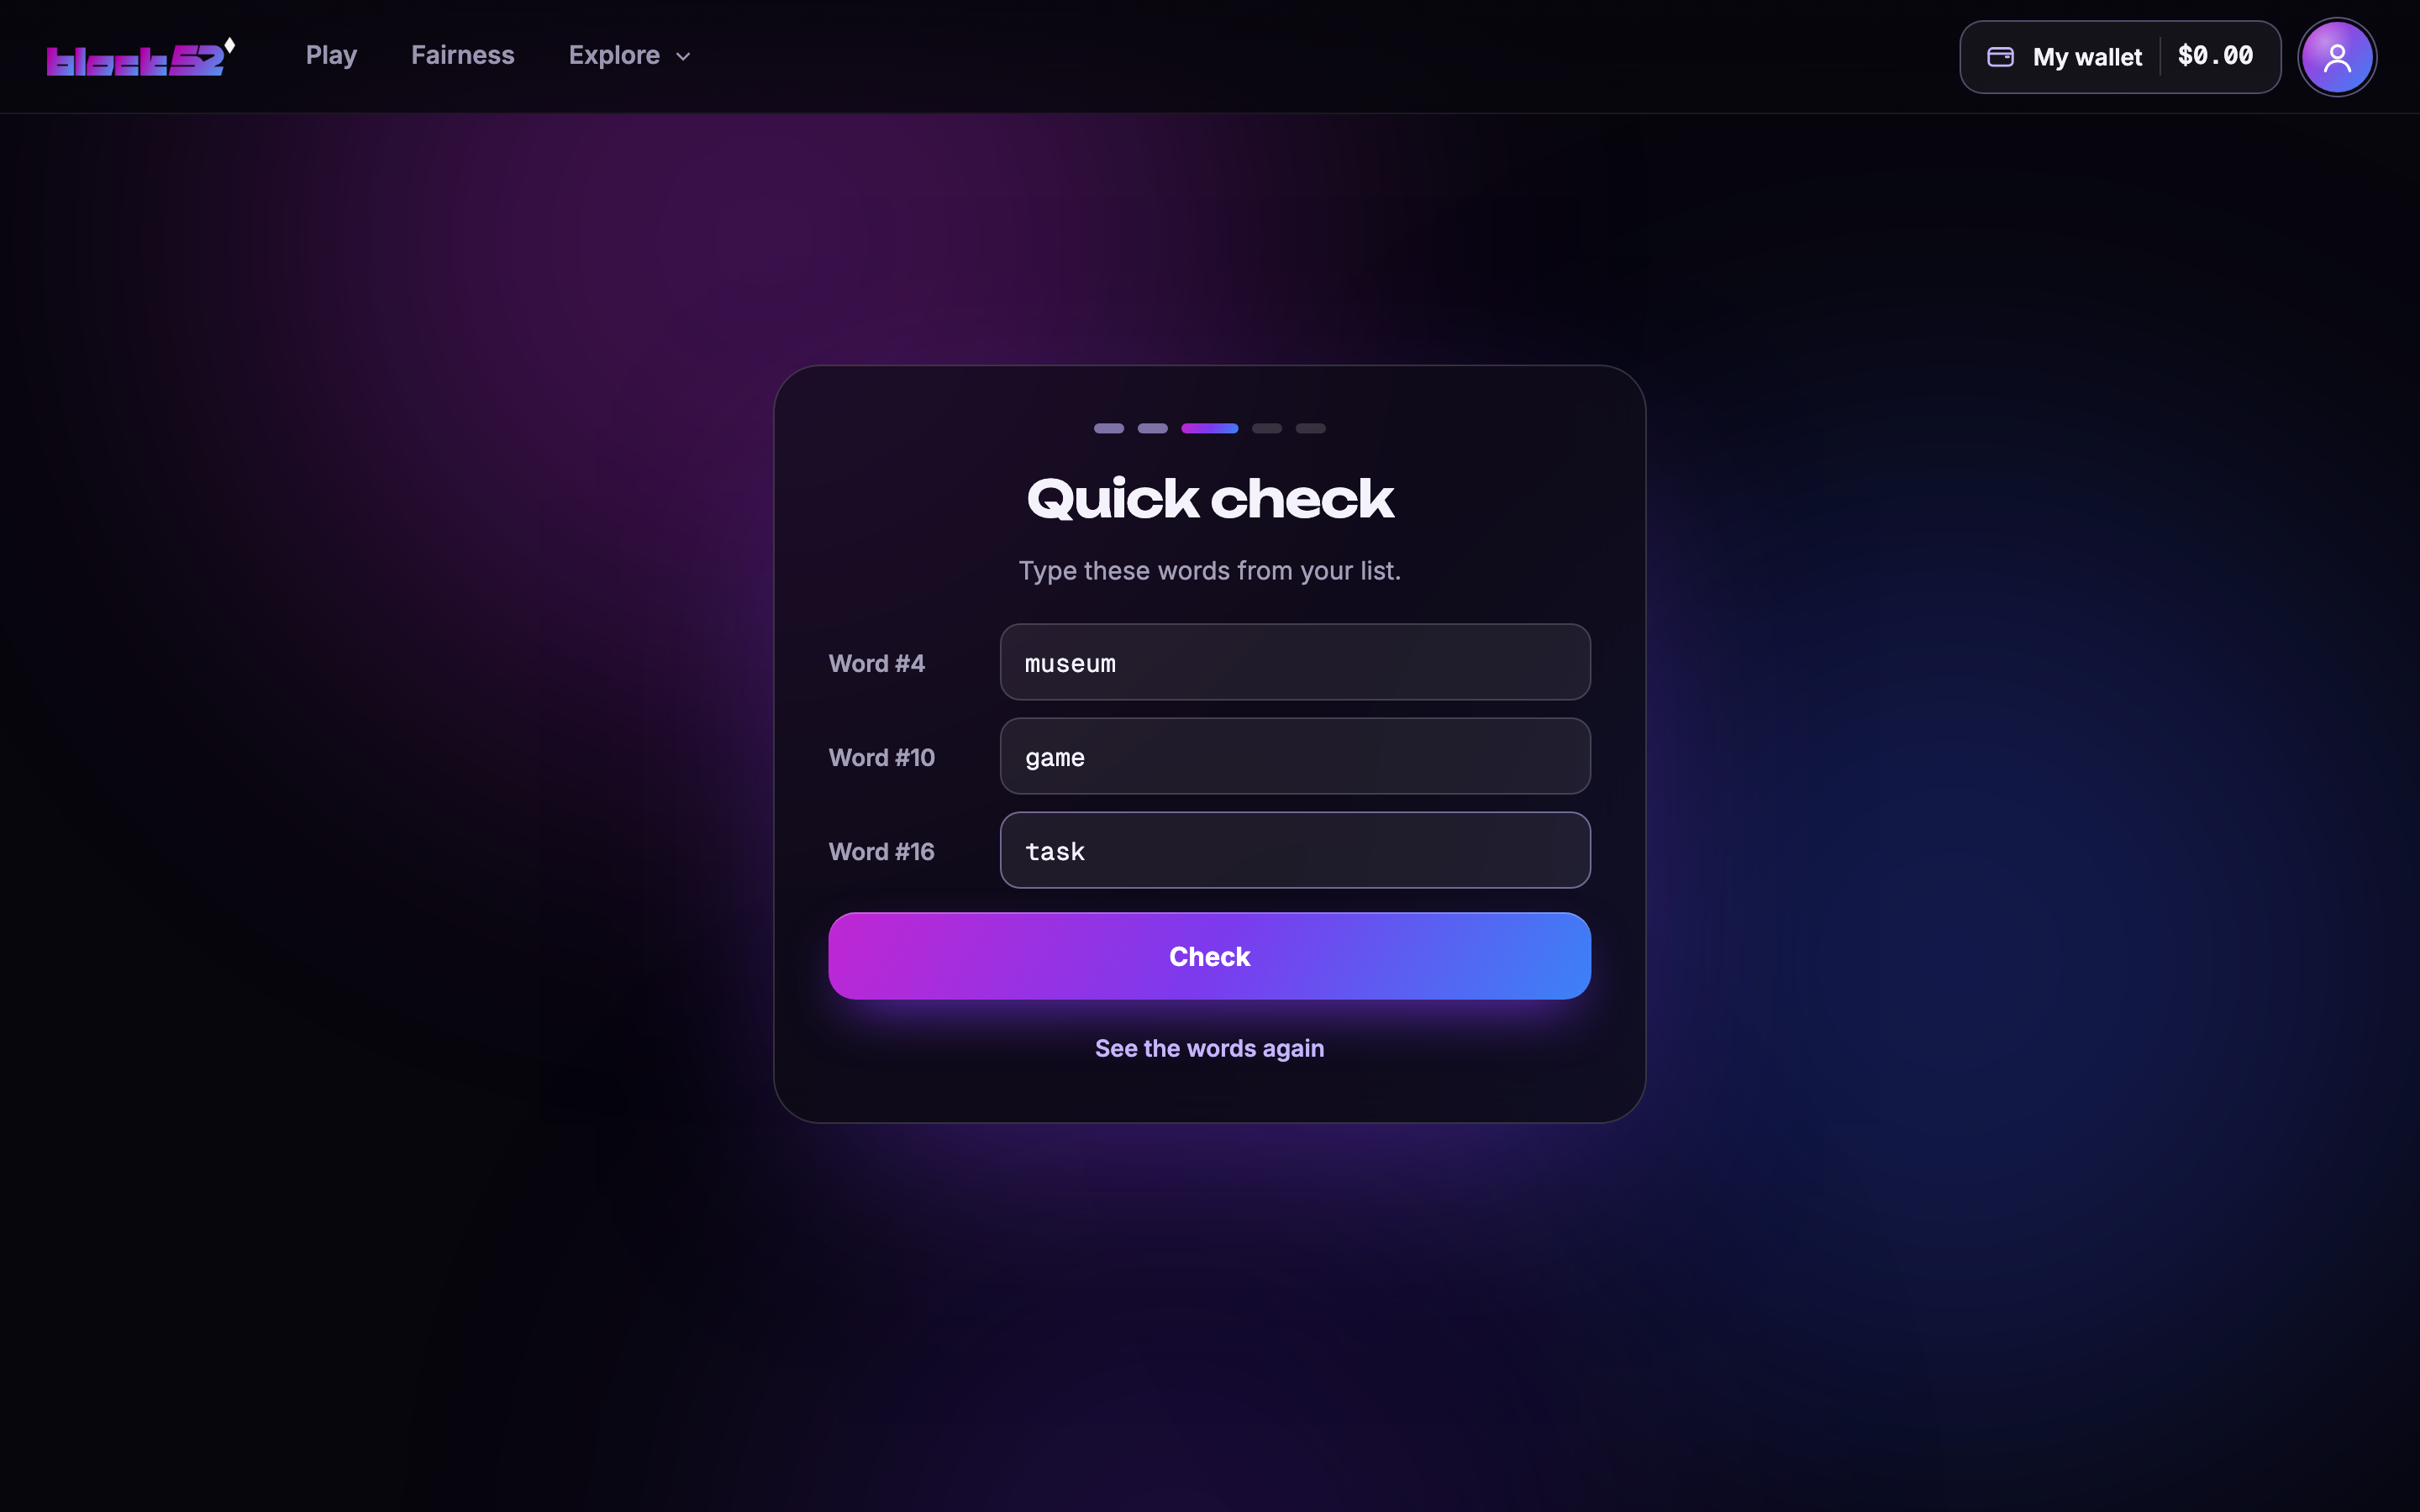 block52 Play Fairness Explore My wallet $0.00
Quick check
Type these words from your list.
Word #4 museum
Word #10 game
Word #16 task
Check
See the words again